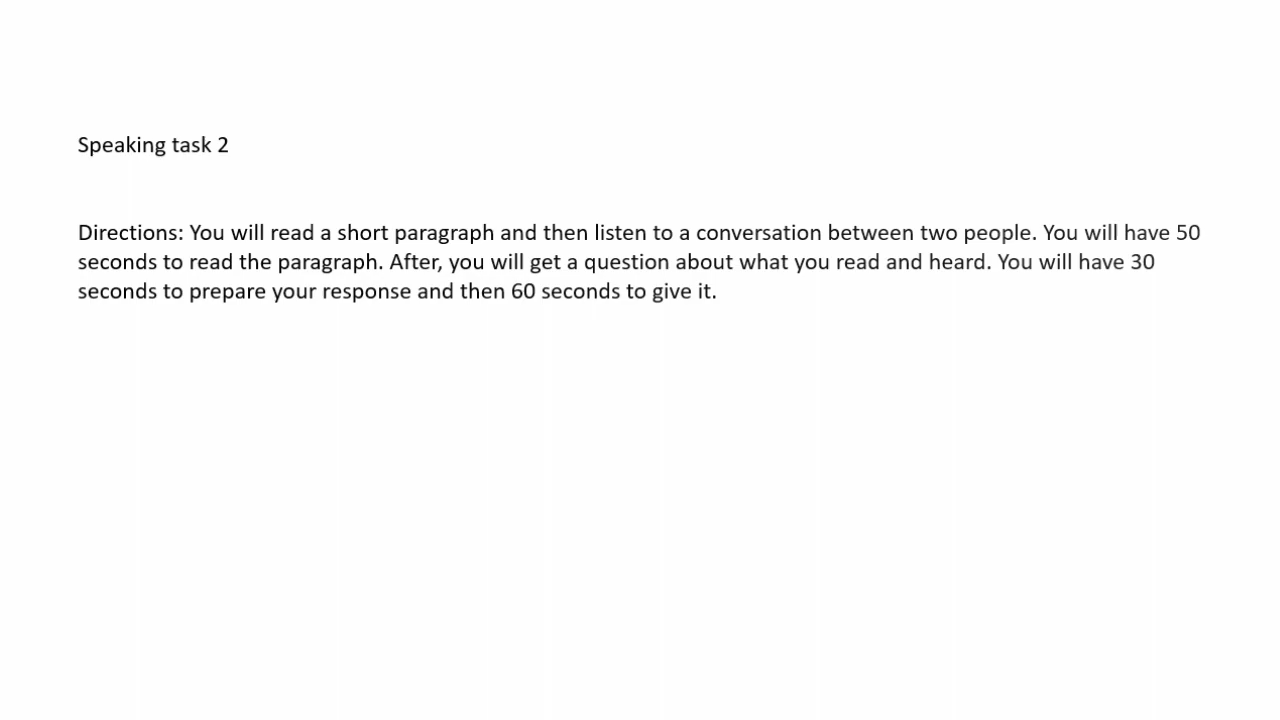 Speaking task 2
Directions: You will read a short paragraph and then listen to a conversation between two people. You will have 50
seconds to read the paragraph. After, you will get a question about what you read and heard. You will have 30
seconds to prepare your response and then 60 seconds to give it.